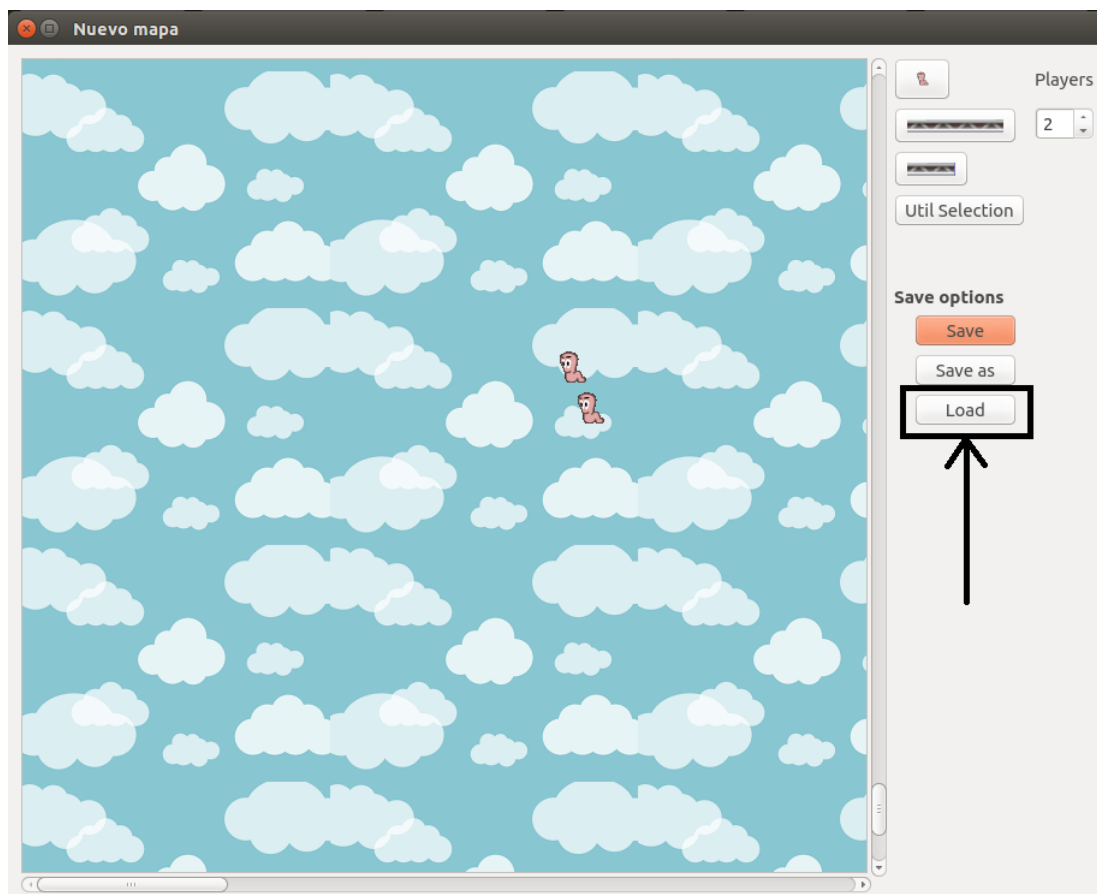 Nuevo mapa
Players
2
Util Selection
Save options
Save
Save as
Load